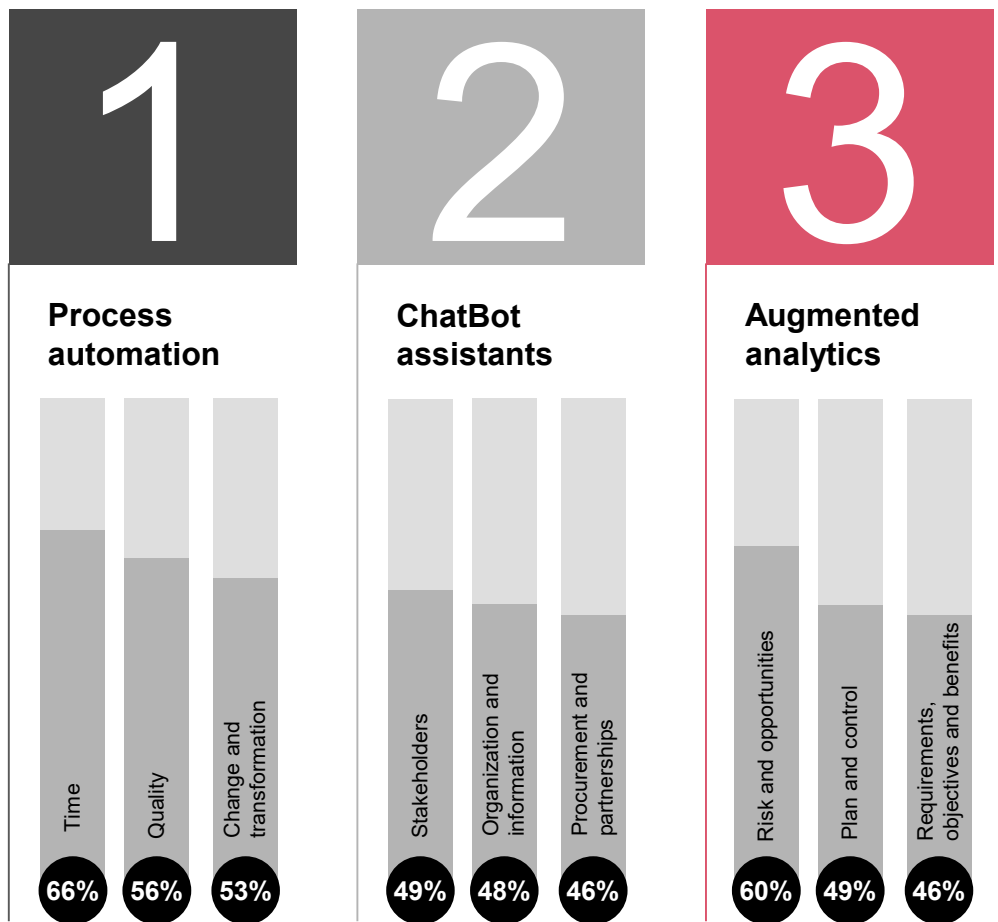 1
Process
automation
Time
Quality
Change and
transformation
66%
56%
53%
2
ChatBot
assistants
Stakeholders
Organization and
information
Procurement and
partnerships
49%
48%
46%
3
Augmented
analytics
Risk and opportunities
Plan and control
Requirements,
objectives and benefits
60%
49%
46%